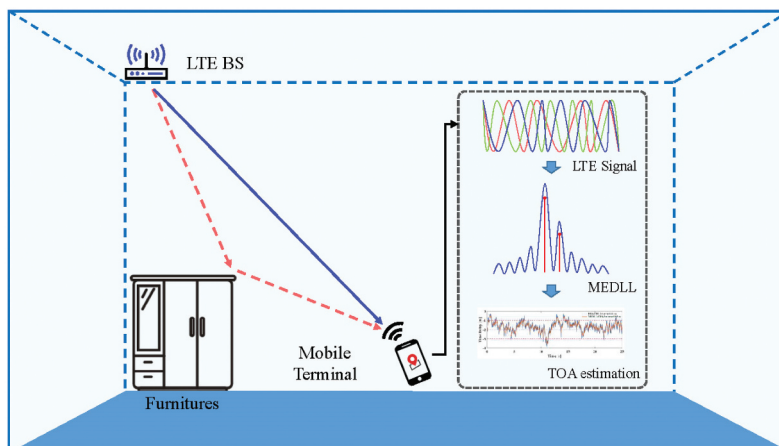 LTE BS
LTE Signal
MEDLL
TOA estimation
Mobile
Terminal
Furnitures